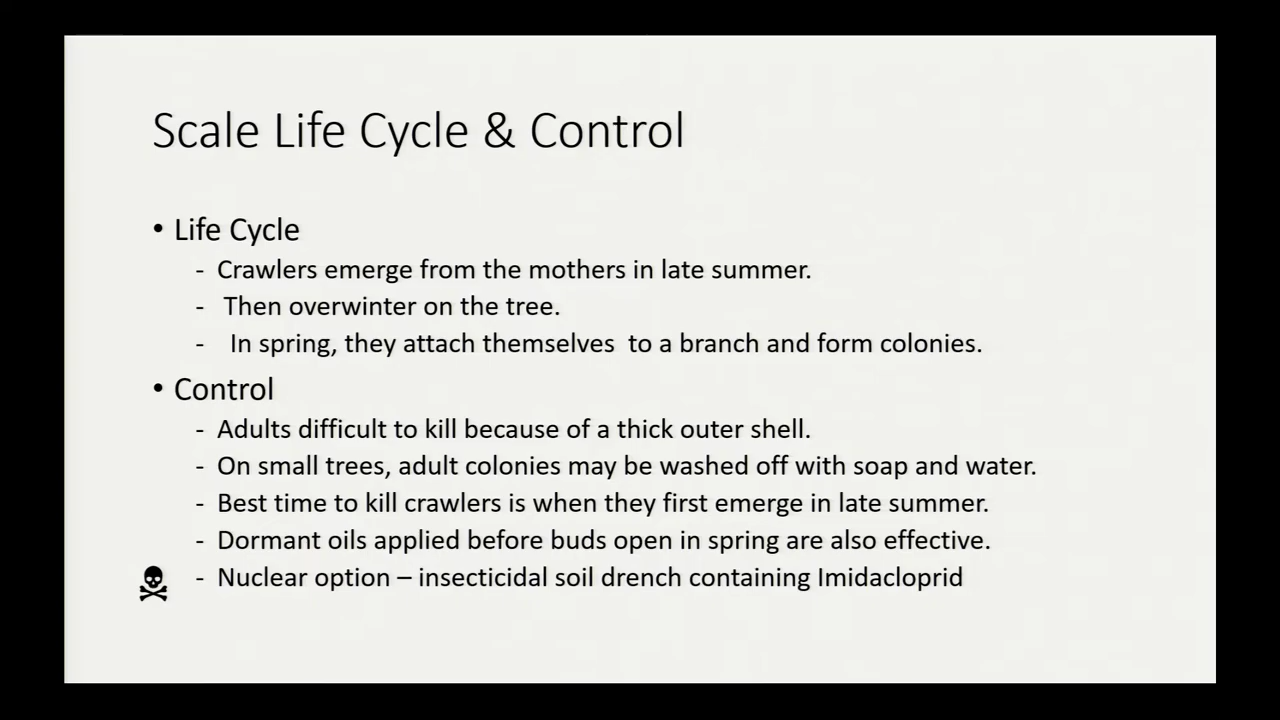 Scale Life Cycle & Control
• Life Cycle
- Crawlers emerge from the mothers in late summer.
- Then overwinter on the tree.
- In spring, they attach themselves  to a branch and form colonies.
• Control
- Adults difficult to kill because of a thick outer shell.
- On small trees, adult colonies may be washed off with soap and water.
- Best time to kill crawlers is when they first emerge in late summer.
- Dormant oils applied before buds open in spring are also effective.
- Nuclear option – insecticidal soil drench containing Imidacloprid